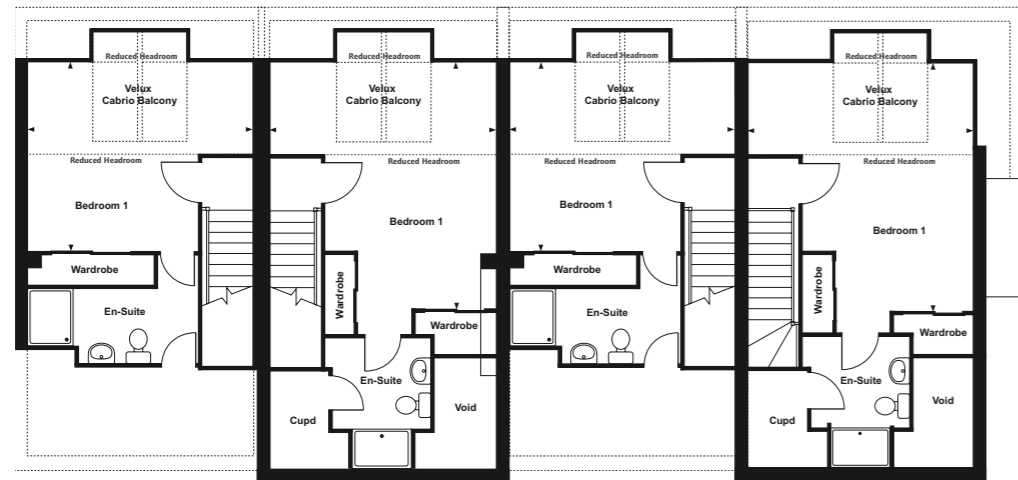 Reduced Headroom
Velux
Cabrio Balcony
Reduced Headroom
Bedroom 1
Wardrobe
En-Suite
Reduced Headroom
Velux
Cabrio Balcony
Reduced Headroom
Bedroom 1
Wardrobe
Wardrobe
En-Suite
Cupd
Void
Reduced Headroom
Velux
Cabrio Balcony
Reduced Headroom
Bedroom 1
Wardrobe
En-Suite
Reduced Headroom
Velux
Cabrio Balcony
Reduced Headroom
Bedroom 1
Wardrobe
Wardrobe
En-Suite
Cupd
Void